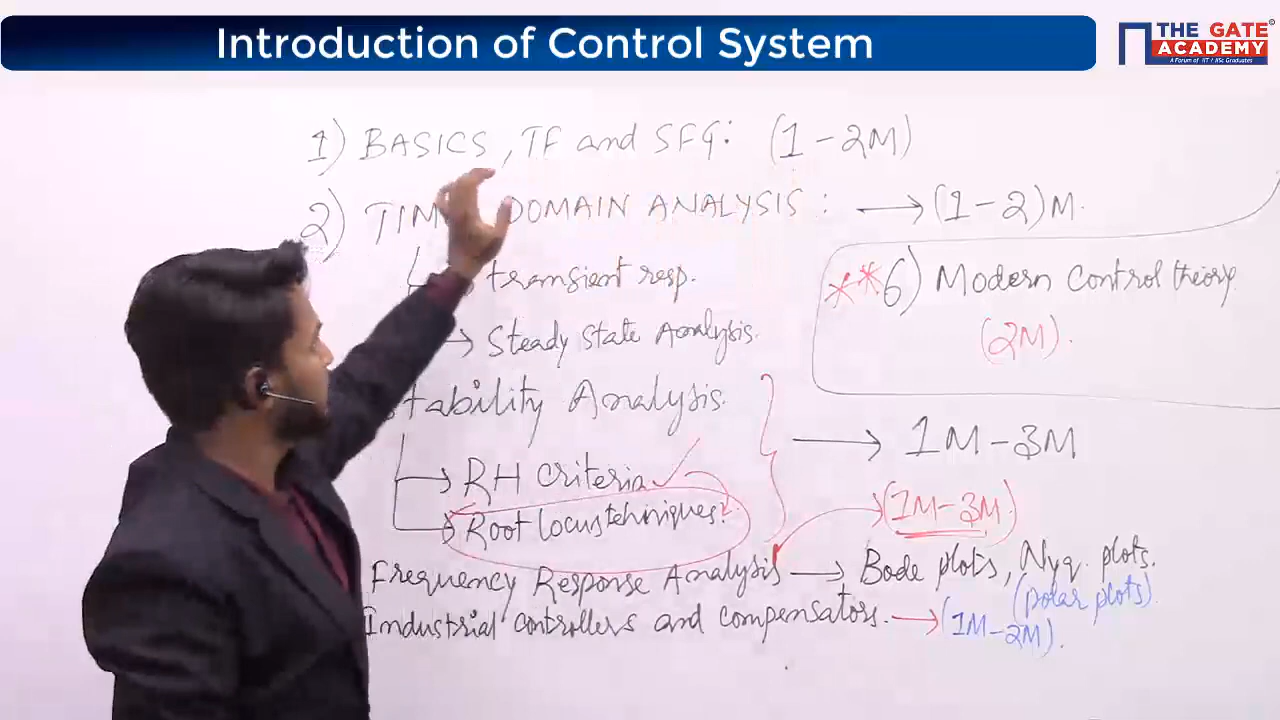 Introduction of Control System
THE GATE
ACADEMY
A Forum of IIT / IISc Graduates
1) BASICS, TF and SFG: (1-2M)
2) TIM DOMAIN ANALYSIS: → (1-2)M.
transient resp.
→ Steady State Analysis.
**6) Modern Control theory
(2M).
tability Analysis.
→ 1M-3M
→ RH criteria ✓
→ Root locus tehniques:
(1M-3M)
Frequency Response Analysis → Bode plots, Nyq. plots.
(polar plots)
Industrial controllers and compensators. → (1M-2M).